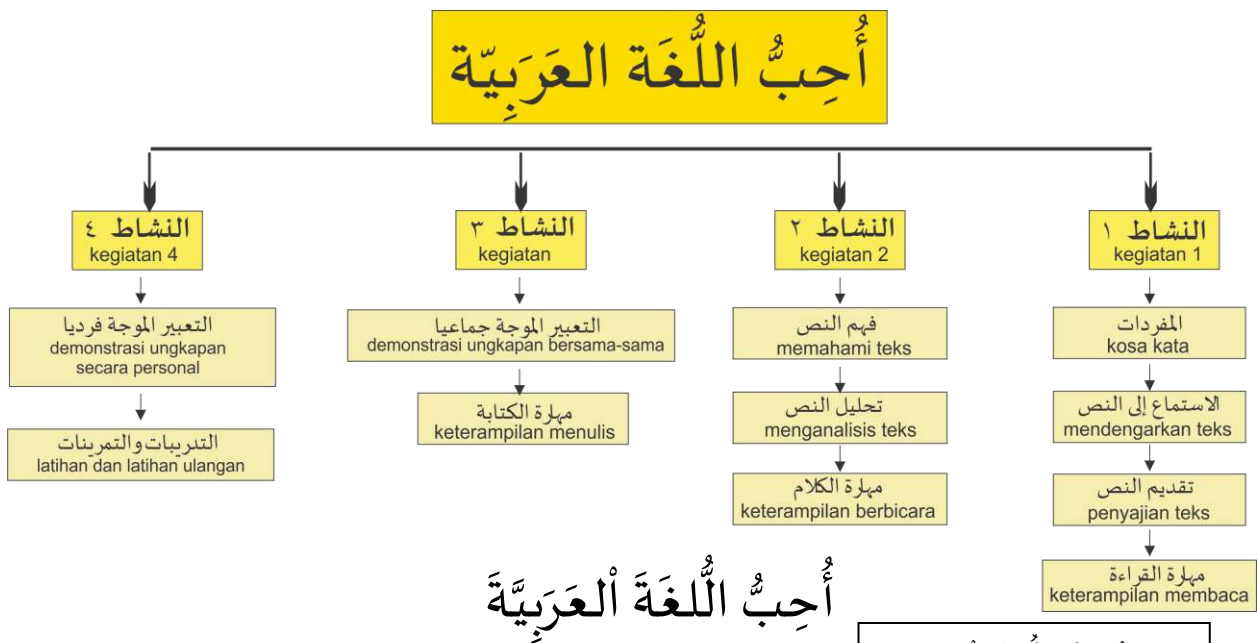 أُحِبُّ اللُّغَة العَرَبِيّة
النشاط ١
kegiatan 1
المفردات
kosa kata
الاستماع إلى النص
mendengarkan teks
تقديم النص
penyajian teks
مهارة القراءة
keterampilan membaca
النشاط ٢
kegiatan 2
فهم النص
memahami teks
تحليل النص
menganalisis teks
مهارة الكلام
keterampilan berbicara
النشاط ٣
kegiatan
التعبير الموجة جماعيا
demonstrasi ungkapan bersama-sama
مهارة الكتابة
keterampilan menulis
النشاط ٤
kegiatan 4
التعبير الموجة فرديا
demonstrasi ungkapan
secara personal
التدريبات والتمرينات
latihan dan latihan ulangan
أُحِبُّ الُّلغَةَ ٱلعَرَبِيَّةَ